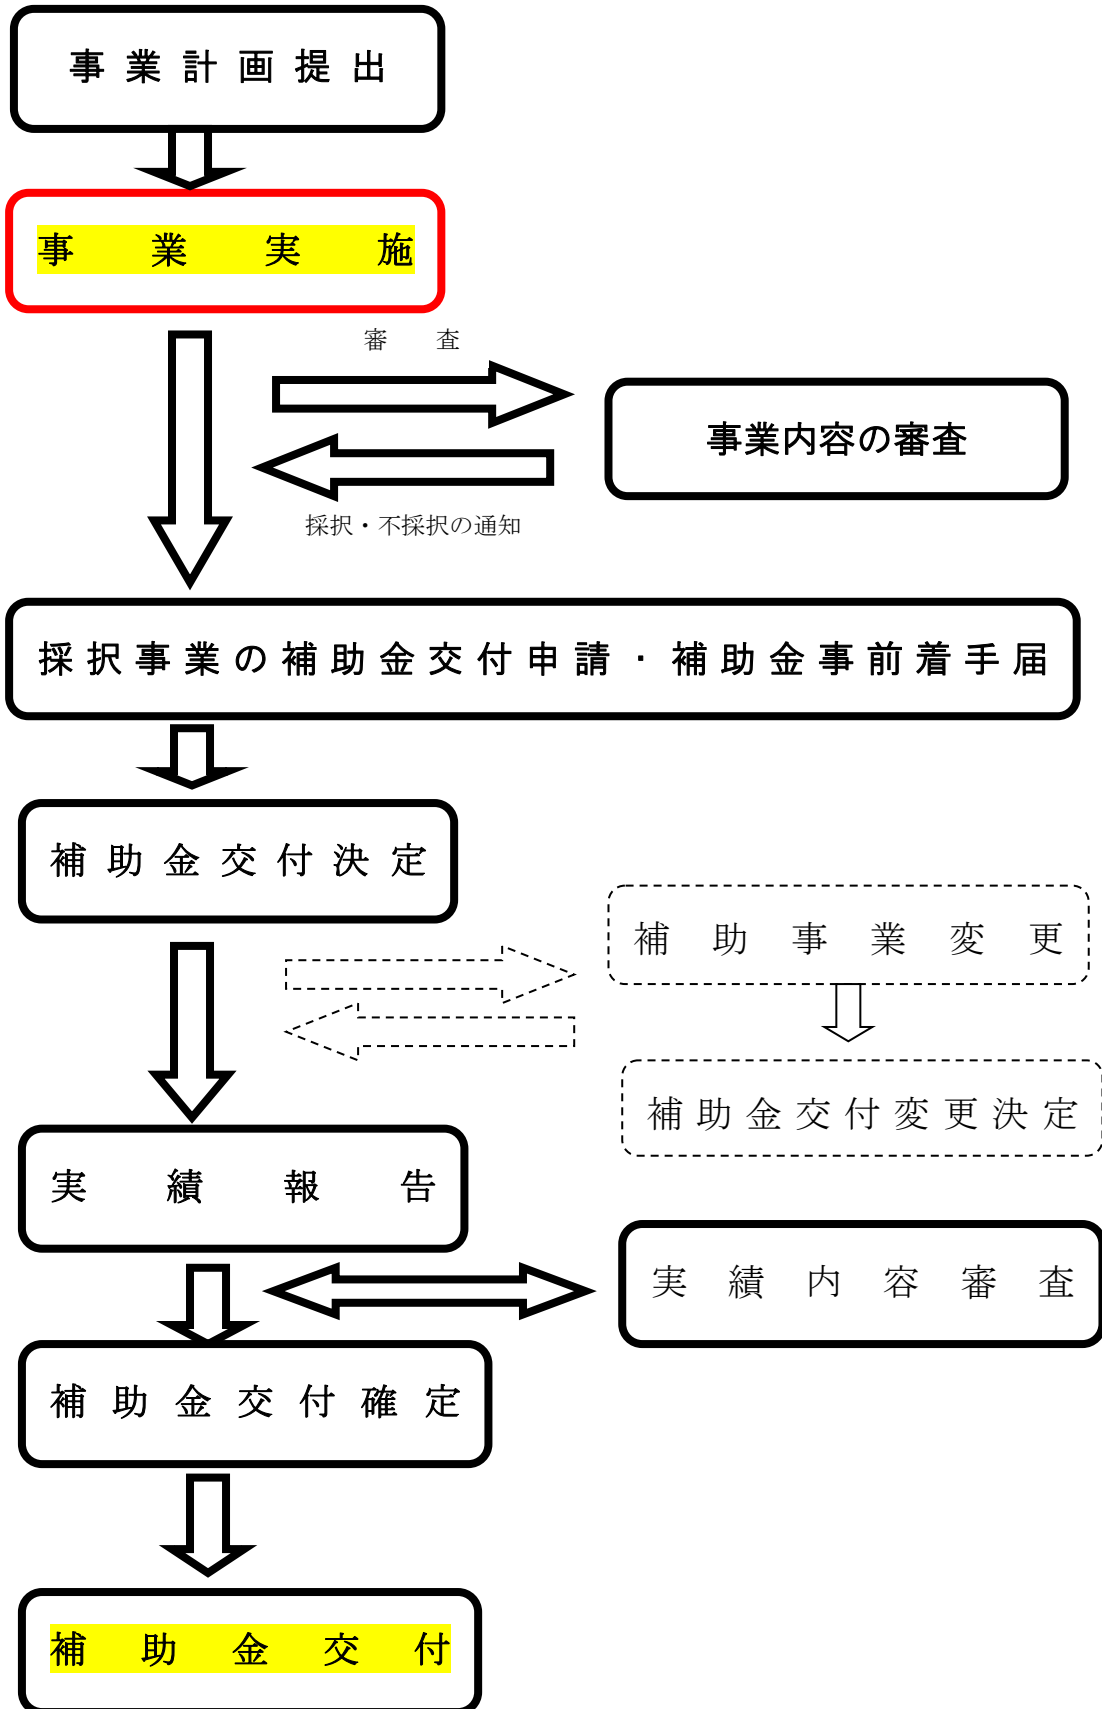 事業計画提出
事業実施
審査
事業内容の審査
採択・不採択の通知
採択事業の補助金交付申請・補助金事前着手届
補助金交付決定
補助事業変更
補助金交付変更決定
実績報告
実績内容審査
補助金交付確定
補助金交付